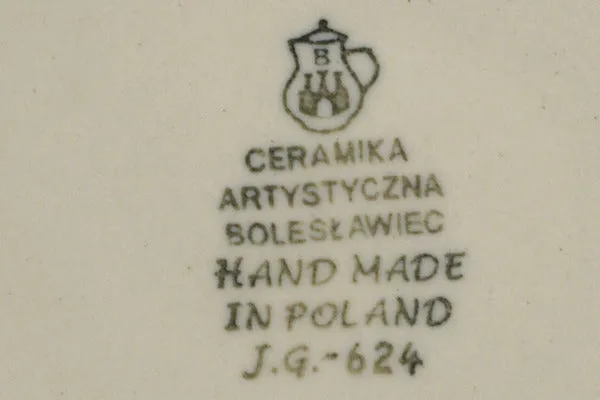 B
CERAMIKA
ARTYSTYCZNA
BOLESŁAWIEC
HAND MADE
IN POLAND
J.G.-624